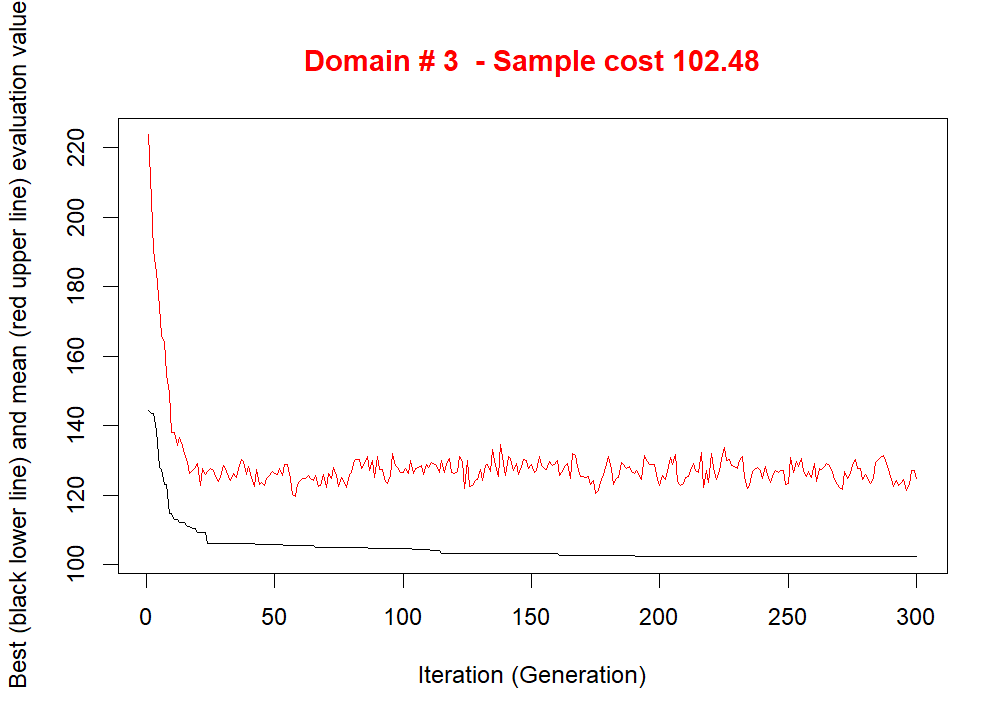 Domain # 3  - Sample cost 102.48
Best (black lower line) and mean (red upper line) evaluation value
220
200
180
160
140
120
100
0 50 100 150 200 250 300
Iteration (Generation)